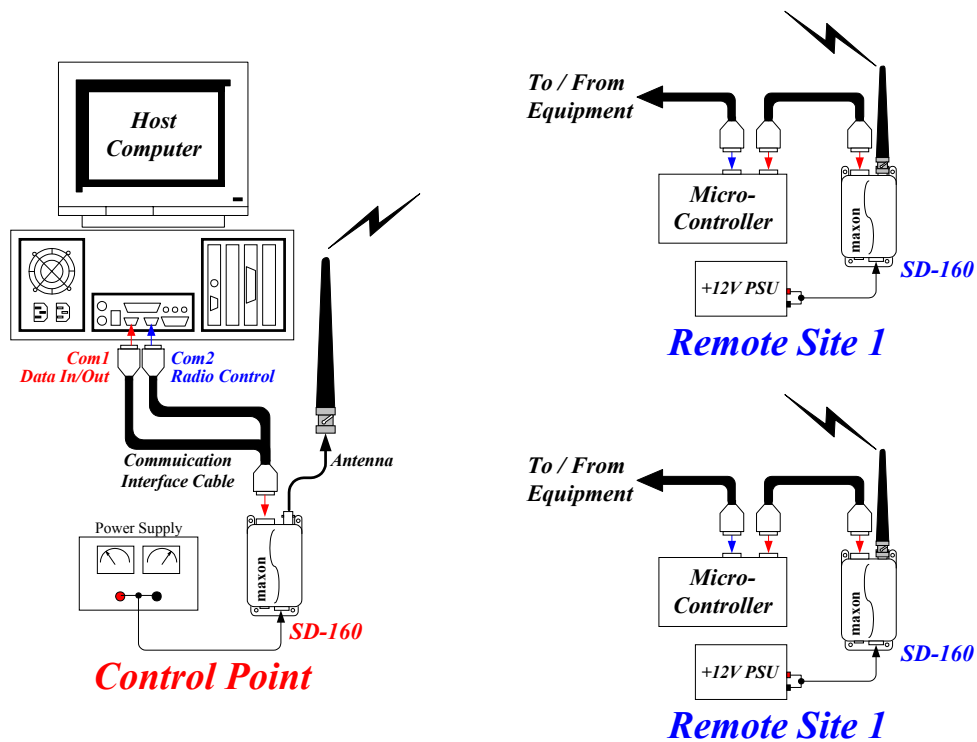 Host
Computer
Com1
Data In/Out
Com2
Radio Control
Commuication
Interface Cable
Antenna
Power Supply
maxon
SD-160
Control Point
To / From
Equipment
Micro-
Controller
maxon
+12V PSU
SD-160
Remote Site 1
To / From
Equipment
Micro-
Controller
maxon
+12V PSU
SD-160
Remote Site 1